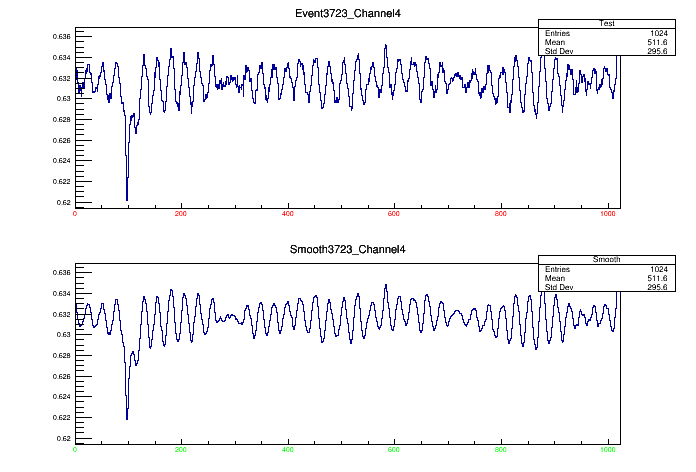 Event3723_Channel4
Test
Entries 1024
Mean 511.6
Std Dev 295.6
0.636
0.634
0.632
0.63
0.628
0.626
0.624
0.622
0.62
0 200 400 600 800 1000
Smooth3723_Channel4
Smooth
Entries 1024
Mean 511.6
Std Dev 295.6
0.636
0.634
0.632
0.63
0.628
0.626
0.624
0.622
0.62
0 200 400 600 800 1000